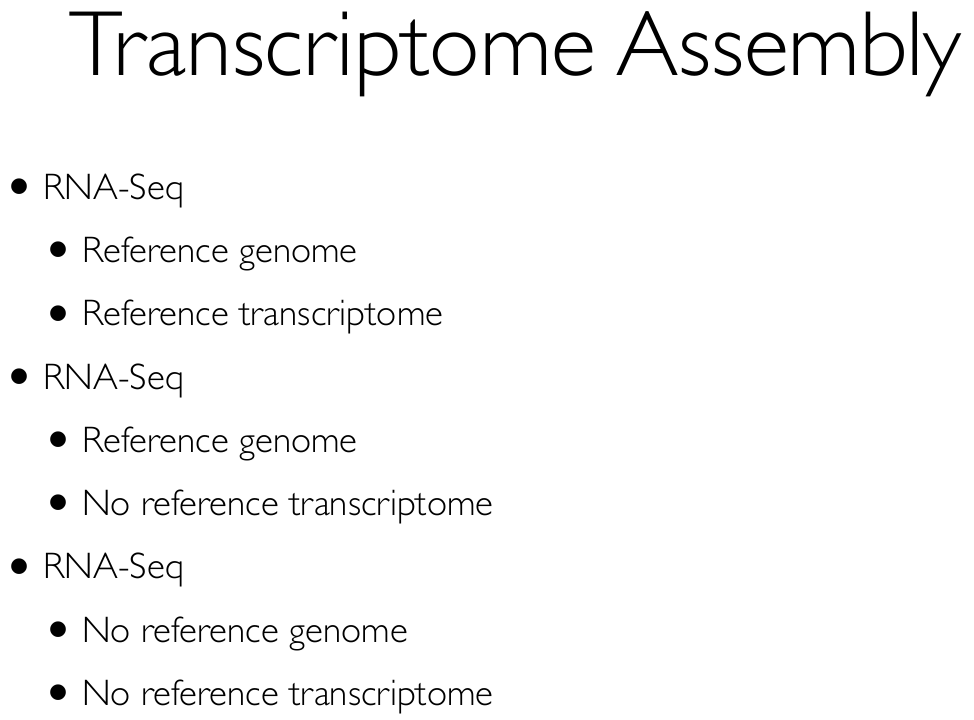 Transcriptome Assembly
• RNA-Seq
• Reference genome
• Reference transcriptome
• RNA-Seq
• Reference genome
• No reference transcriptome
• RNA-Seq
• No reference genome
• No reference transcriptome